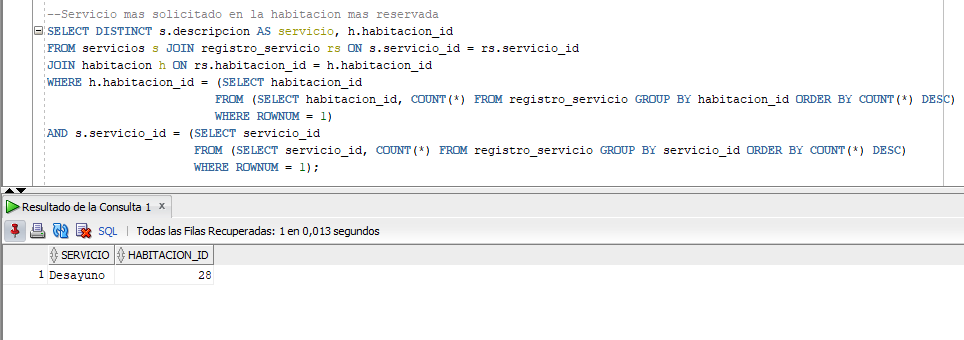 --Servicio mas solicitado en la habitacion mas reservada
SELECT DISTINCT s.descripcion AS servicio, h.habitacion_id
FROM servicios s JOIN registro_servicio rs ON s.servicio_id = rs.servicio_id
JOIN habitacion h ON rs.habitacion_id = h.habitacion_id
WHERE h.habitacion_id = (SELECT habitacion_id
FROM (SELECT habitacion_id, COUNT(*) FROM registro_servicio GROUP BY habitacion_id ORDER BY COUNT(*) DESC)
WHERE ROWNUM = 1)
AND s.servicio_id = (SELECT servicio_id
FROM (SELECT servicio_id, COUNT(*) FROM registro_servicio GROUP BY servicio_id ORDER BY COUNT(*) DESC)
WHERE ROWNUM = 1);
Resultado de la Consulta 1 x
SQL | Todas las Filas Recuperadas: 1 en 0,013 segundos
SERVICIO HABITACION_ID
1 Desayuno 28